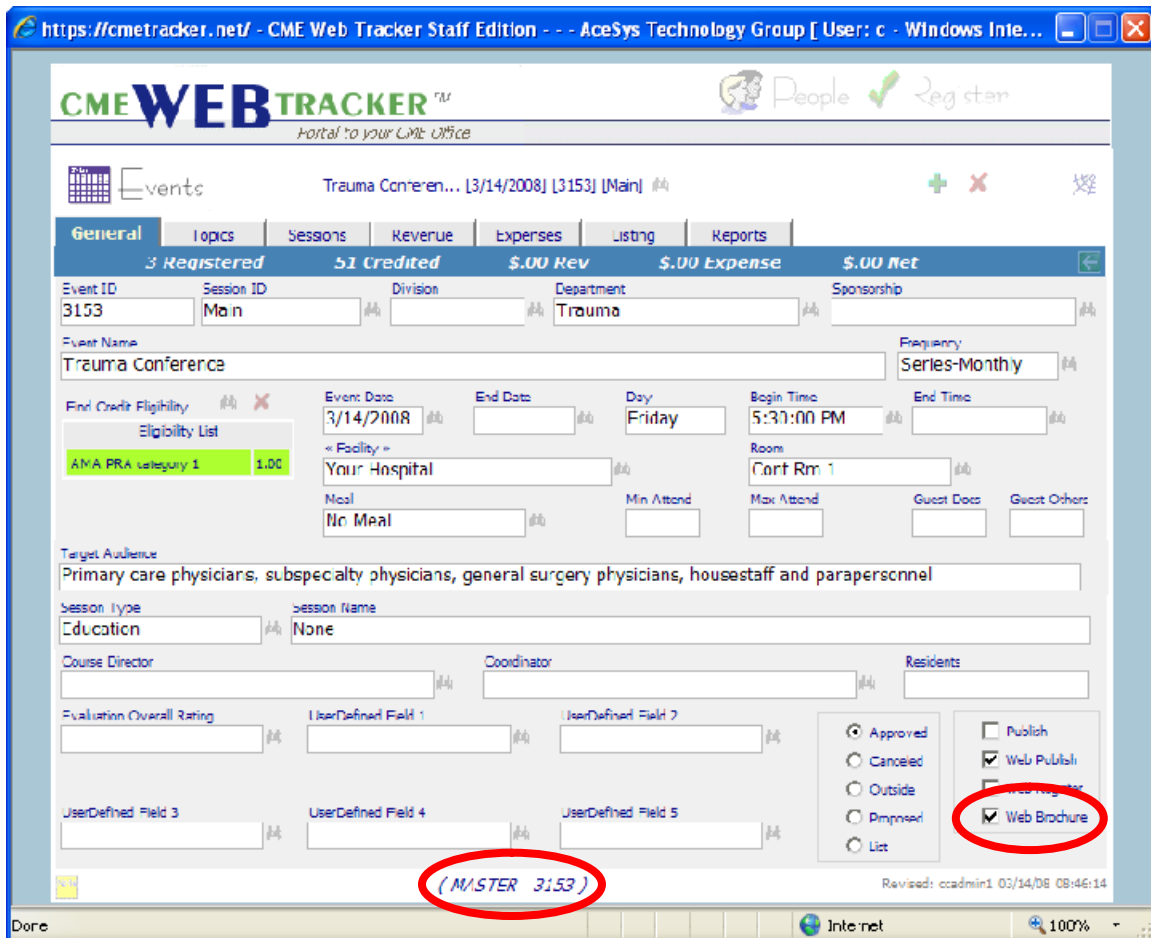 https://cmetracker.net/ - CME Web Tracker Staff Edition - - - AceSys Technology Group [ User: c - Windows Inte...
CME WEB TRACKER TM
Portal to your CME Office
People Register
Events
Trauma Conferen... [3/14/2008] [3153] [Main]
General Topics Sessions Revenue Expenses Listing Reports
3 Registered 51 Credited $.00 Rev $.00 Expense $.00 Net
Event ID Session ID Division Department Sponsorship
3153 Main Trauma
Event Name Frequency
Trauma Conference Series-Monthly
Find Credit Eligibility Event Date End Date Day Begin Time End Time
3/14/2008 Friday 5:30:00 PM
Eligibility List
« Facility » Room
AMA PRA category 1 1.00 Your Hospital Conf Rm 1
Meal Min Attend Max Attend Guest Docs Guest Others
No Meal
Target Audience
Primary care physicians, subspecialty physicians, general surgery physicians, housestaff and parapersonnel
Session Type Session Name
Education None
Course Director Coordinator Residents
Evaluation Overall Rating UserDefined Field 1 UserDefined Field 2
Approved Publish
Canceled Web Publish
Outside Web Register
UserDefined Field 3 UserDefined Field 4 UserDefined Field 5
Proposed Web Brochure
List
( MASTER 3153 )
Revised: ccadmin1 03/14/08 08:46:14
Done Internet 100%